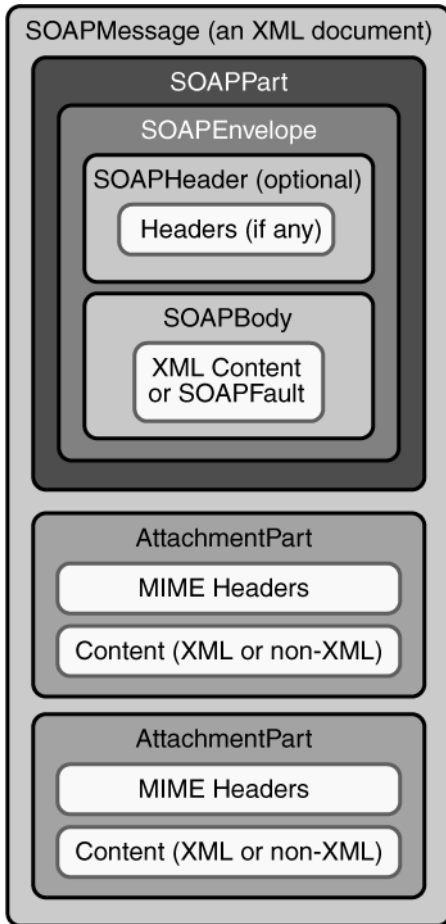 SOAPMessage (an XML document)
SOAPPart
SOAPEnvelope
SOAPHeader (optional)
Headers (if any)
SOAPBody
XML Content
or SOAPFault
AttachmentPart
MIME Headers
Content (XML or non-XML)
AttachmentPart
MIME Headers
Content (XML or non-XML)